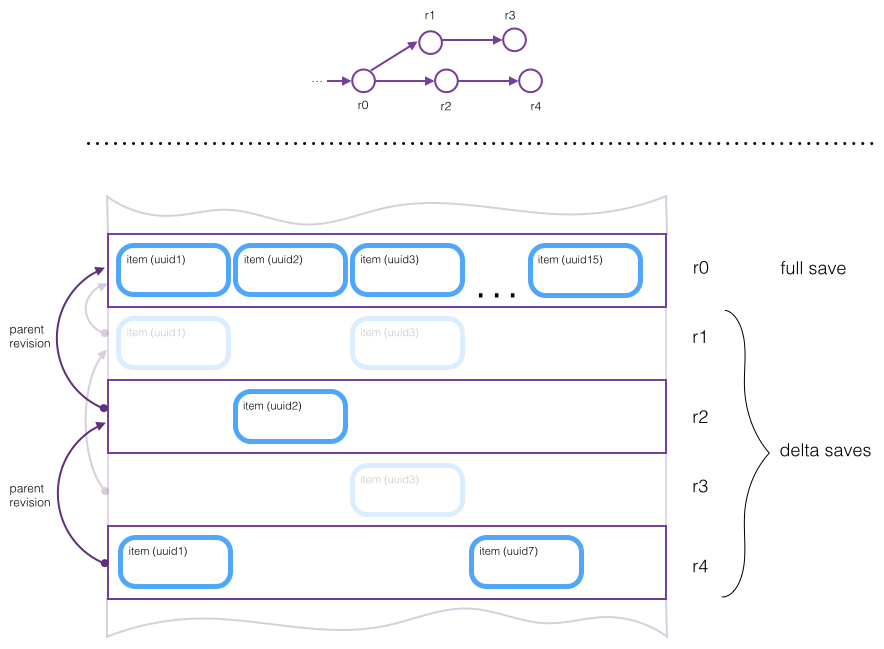 r1
r3
...
r0
r2
r4
item (uuid1)
item (uuid2)
item (uuid3)
...
item (uuid15)
r0
full save
parent
revision
item (uuid1)
item (uuid3)
r1
item (uuid2)
r2
delta saves
parent
revision
item (uuid3)
r3
item (uuid1)
item (uuid7)
r4